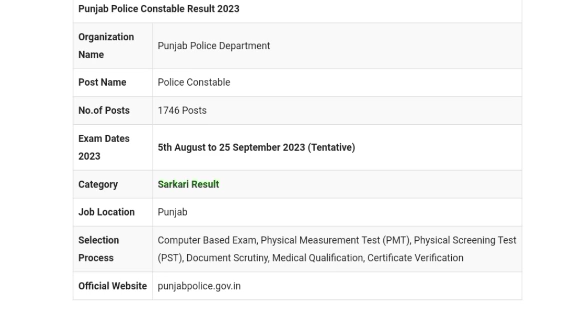 Punjab Police Constable Result 2023
Organization
Name
Punjab Police Department
Post Name
Police Constable
No.of Posts
1746 Posts
Exam Dates
2023
5th August to 25 September 2023 (Tentative)
Category
Sarkari Result
Job Location
Punjab
Selection
Process
Computer Based Exam, Physical Measurement Test (PMT), Physical Screening Test
(PST), Document Scrutiny, Medical Qualification, Certificate Verification
Official Website
punjabpolice.gov.in